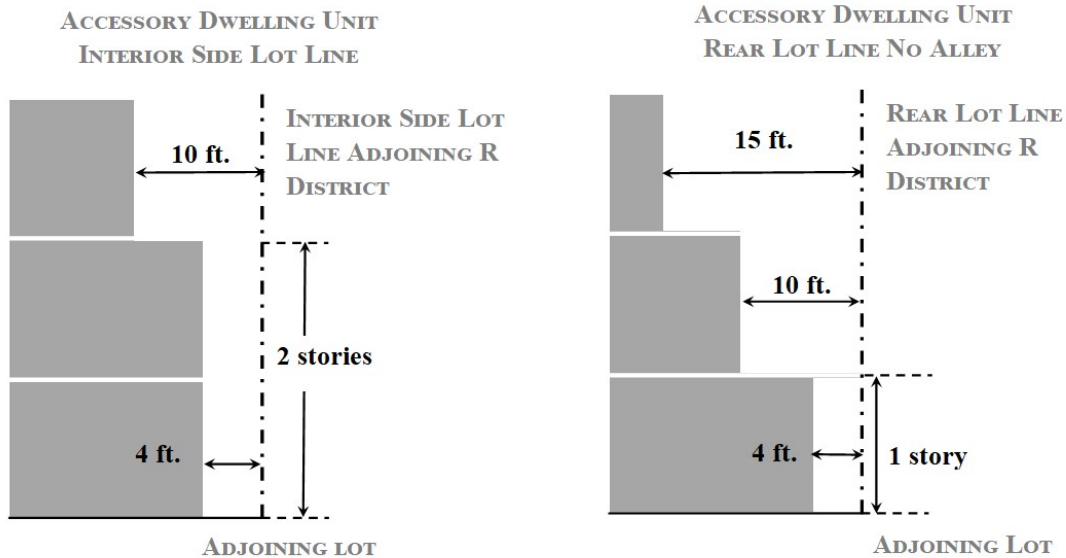 Accessory Dwelling Unit
Interior Side Lot Line
Interior Side Lot
Line Adjoining R
District
10 ft.
2 stories
4 ft.
Adjoining lot
Accessory Dwelling Unit
Rear Lot Line No Alley
Rear Lot Line
Adjoining R
District
15 ft.
10 ft.
4 ft.
1 story
Adjoining Lot